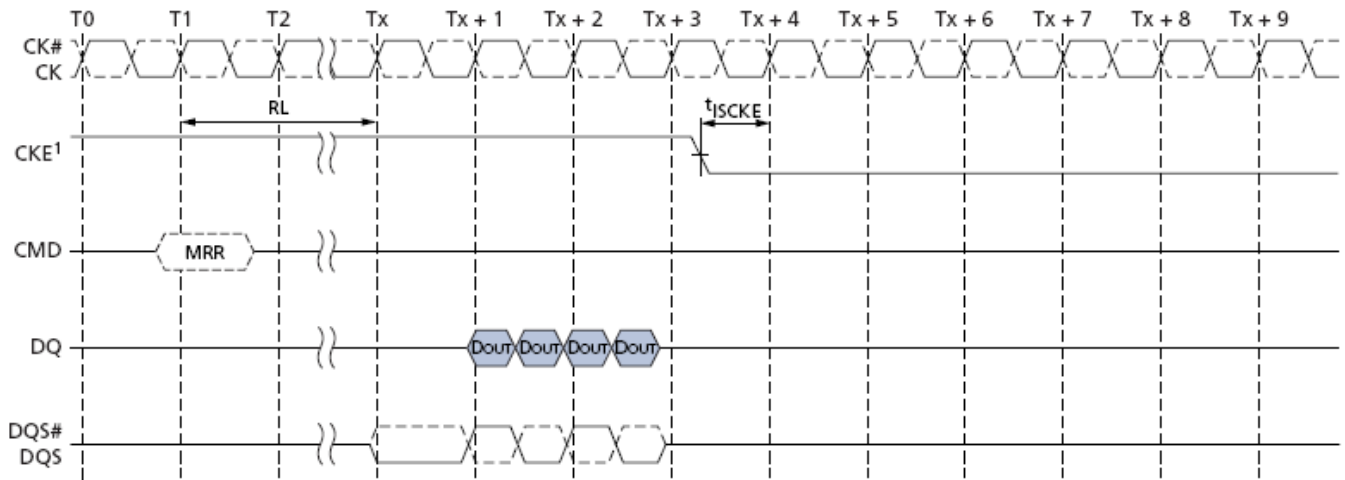 T0 T1 T2 Tx Tx + 1 Tx + 2 Tx + 3 Tx + 4 Tx + 5 Tx + 6 Tx + 7 Tx + 8 Tx + 9
CK#
CK
RL
tISCKE
CKE1
CMD
MRR
DQ
DOUT DOUT DOUT DOUT
DQS#
DQS